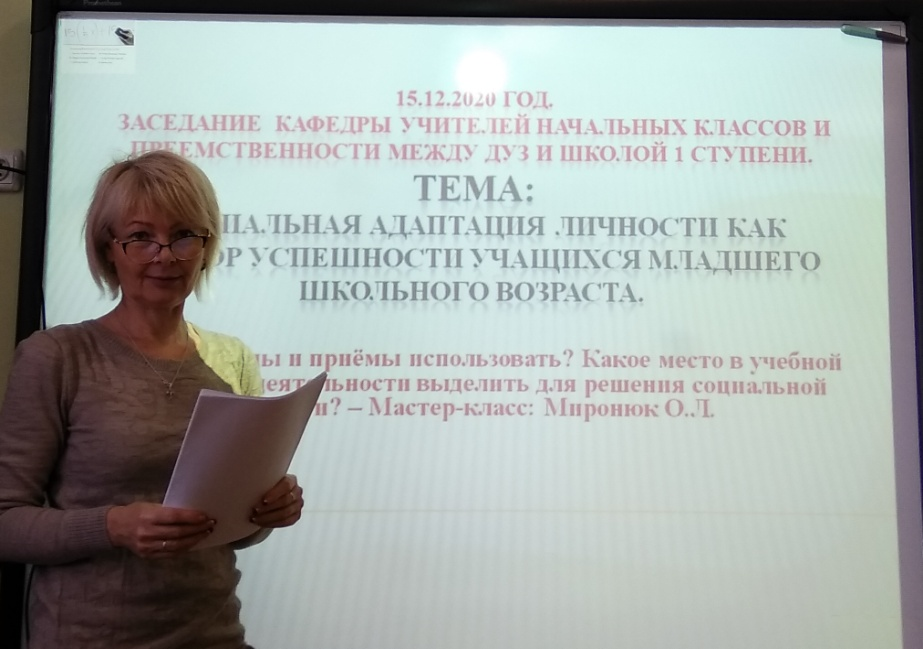 15.12.2020 ГОД.
ЗАСЕДАНИЕ КАФЕДРЫ УЧИТЕЛЕЙ НАЧАЛЬНЫХ КЛАССОВ И
ПРЕЕМСТВЕННОСТИ МЕЖДУ ДУЗ И ШКОЛОЙ 1 СТУПЕНИ.
ТЕМА:
АДАПТАЦИЯ ЛИЧНОСТИ КАК
УСПЕШНОСТИ УЧАЩИХСЯ МЛАДШЕГО
ШКОЛЬНОГО ВОЗРАСТА.
и приёмы использовать? Какое место в учебной
деятельности выделить для решения социальной
– Мастер-класс: Миронюк О..Л.